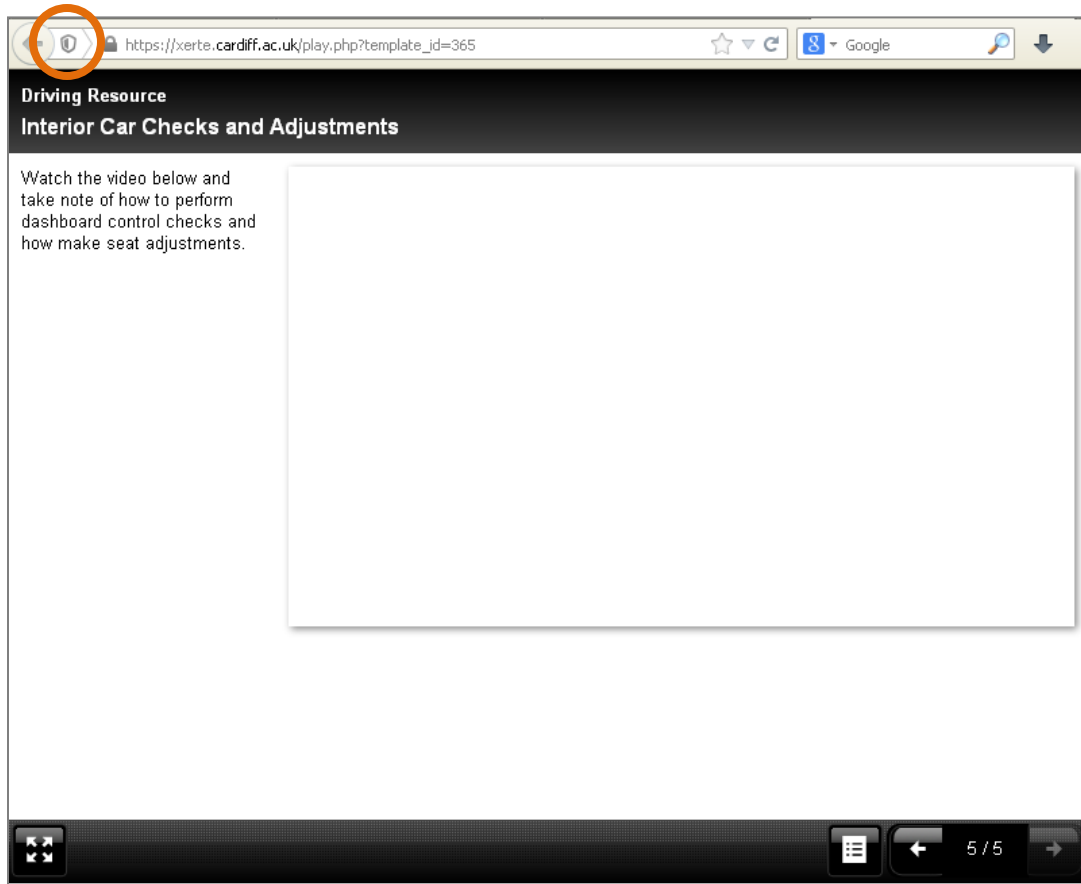 https://xerte.cardiff.ac.uk/play.php?template_id=365
8 Google
Driving Resource
Interior Car Checks and Adjustments
Watch the video below and
take note of how to perform
dashboard control checks and
how make seat adjustments.
5 / 5